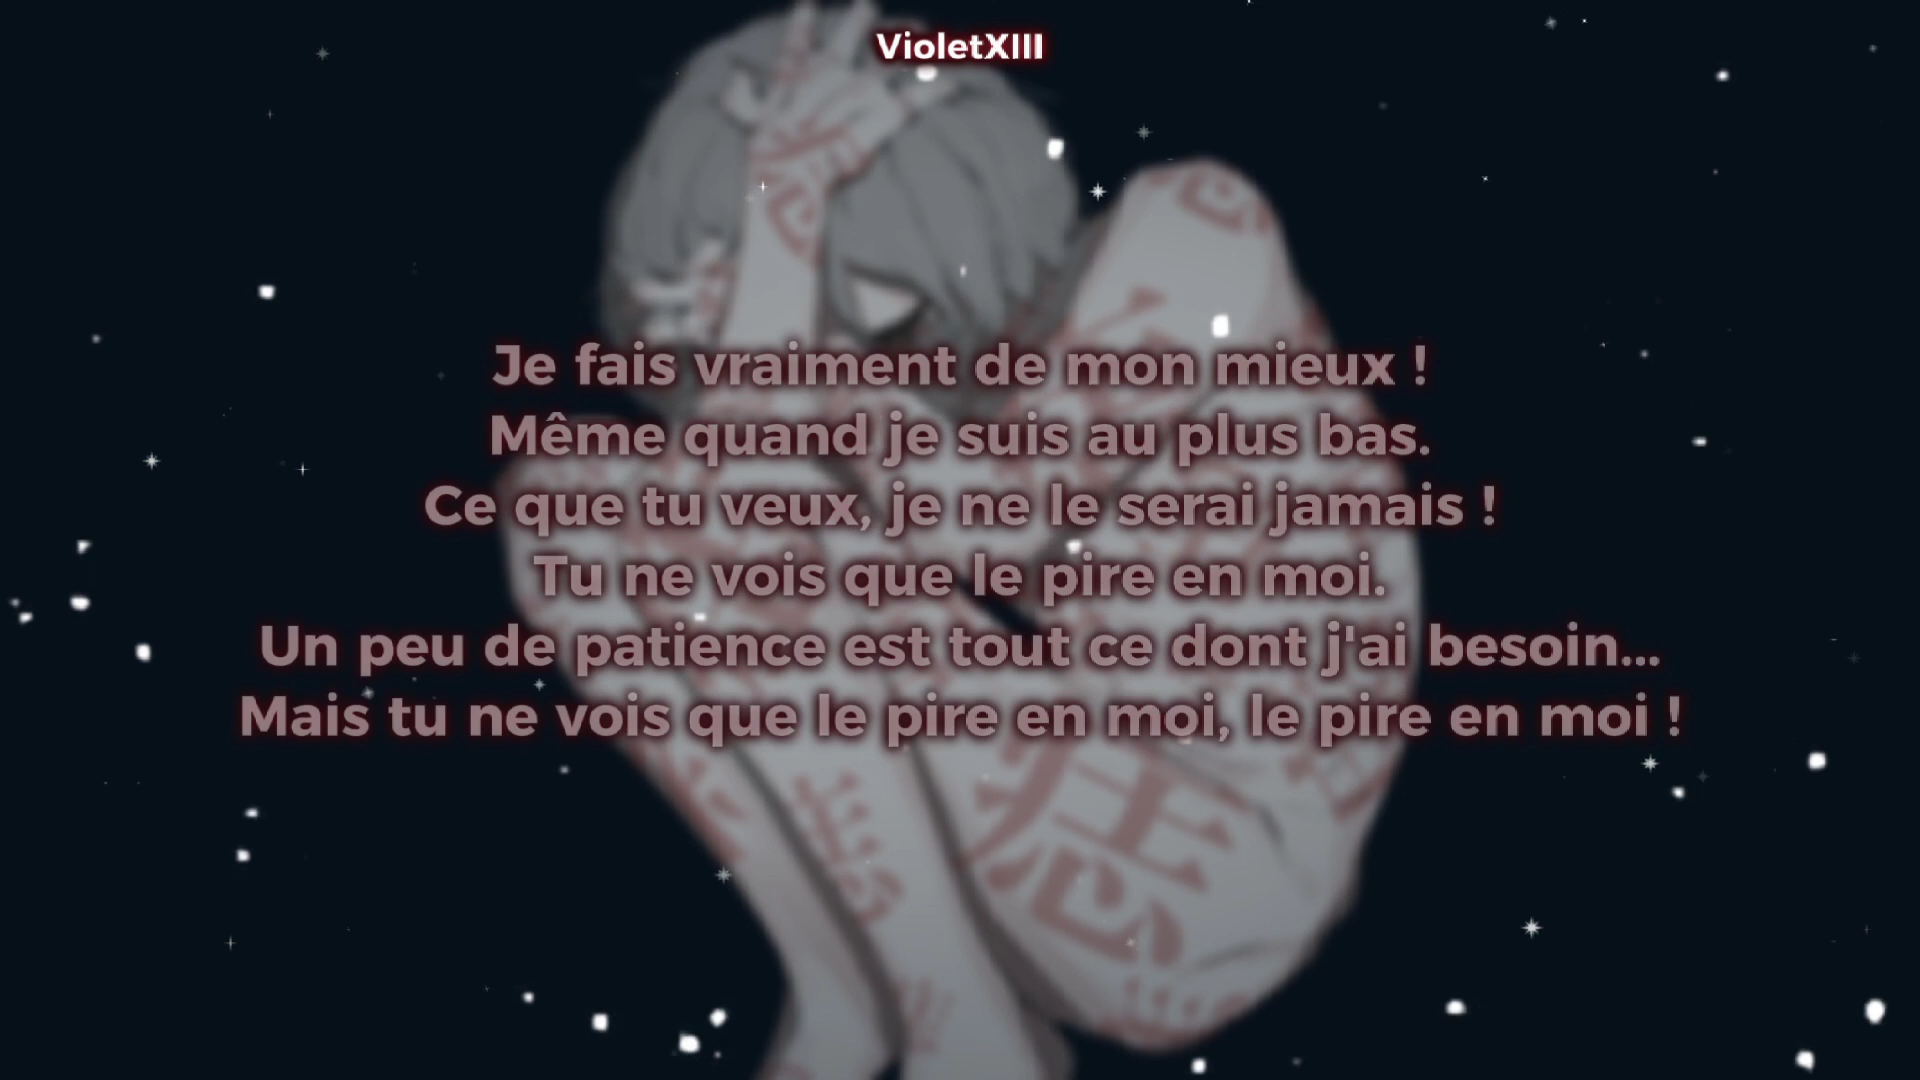 VioletXIII
Je fais vraiment de mon mieux !
Même quand je suis au plus bas.
Ce que tu veux, je ne le serai jamais !
Tu ne vois que le pire en moi.
Un peu de patience est tout ce dont j'ai besoin...
Mais tu ne vois que le pire en moi, le pire en moi !